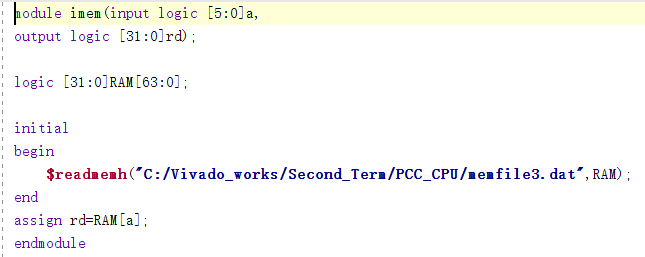 module imem(input logic [5:0]a,
output logic [31:0]rd);
logic [31:0]RAM[63:0];
initial
begin
$readmemh("C:/Vivado_works/Second_Term/PCC_CPU/memfile3.dat",RAM);
end
assign rd=RAM[a];
endmodule